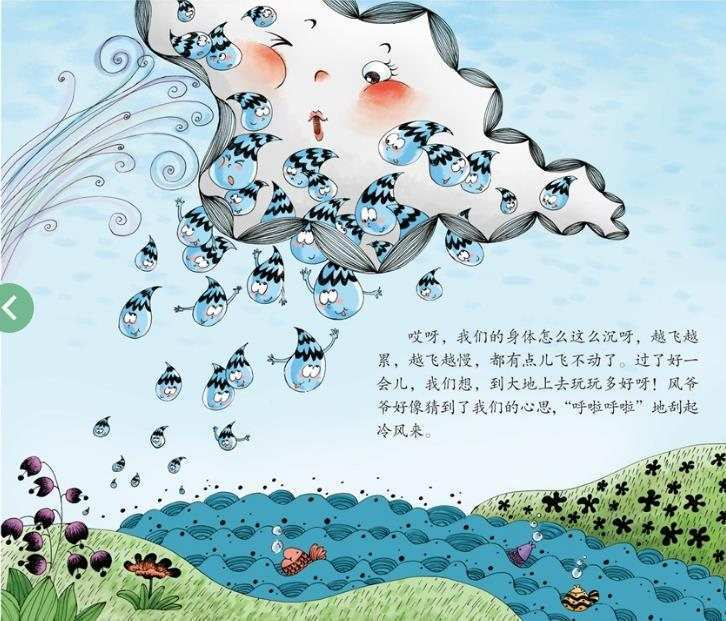 哎呀，我们的身体怎么这么沉呀，越飞越
累，越飞越慢，都有点儿飞不动了。过了好一
会儿，我们想，到大地上去玩玩多好呀！风爷
爷好像猜到了我们的心思，“呼啦呼啦”地刮起
冷风来。